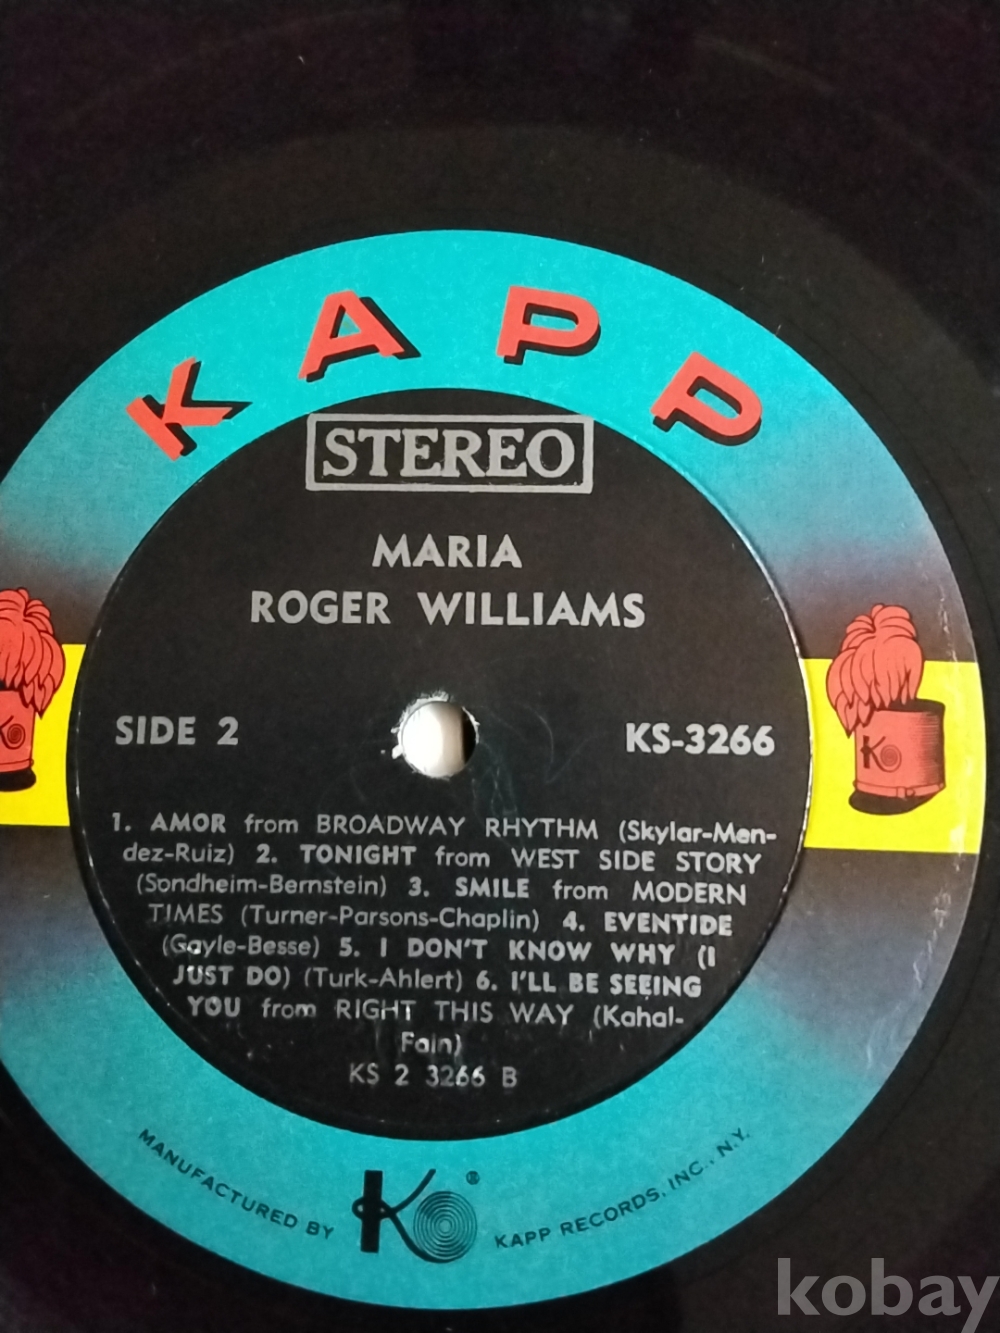 KAPP
STEREO
MARIA
ROGER WILLIAMS
SIDE 2
KS-3266
1. AMOR from BROADWAY RHYTHM (Skylar-Men-
dez-Ruiz) 2. TONIGHT from WEST SIDE STORY
(Sondheim-Bernstein) 3. SMILE from MODERN
TIMES (Turner-Parsons-Chaplin) 4. EVENTIDE
(Gayle-Besse) 5. I DON'T KNOW WHY (I
JUST DO) (Turk-Ahlert) 6. I'LL BE SEEING
YOU from RIGHT THIS WAY (Kahal-
Fain)
KS 2 3266 B
K
K
MANUFACTURED BY K ® KAPP RECORDS, INC., N.Y.
kobay